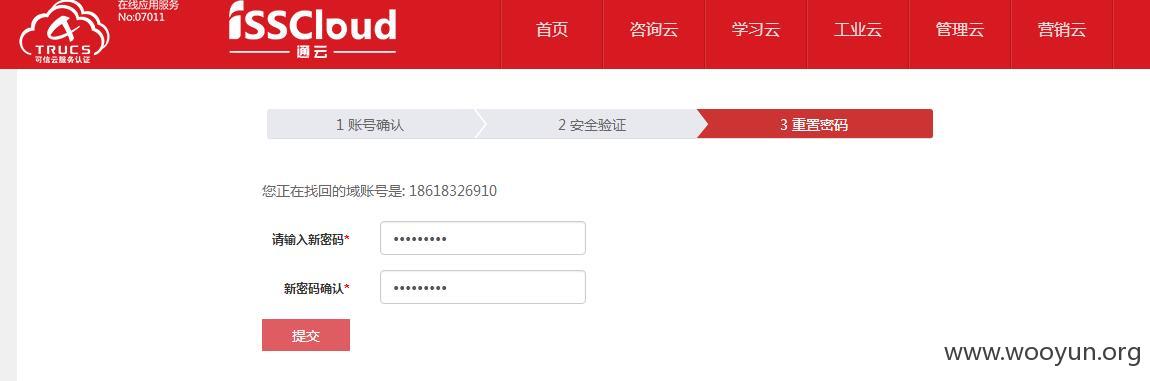 在线应用服务
No:07011
TRUCS
可信云服务认证
iSSCloud
通云
首页 咨询云 学习云 工业云 管理云 营销云
1 账号确认 2 安全验证 3 重置密码
您正在找回的域账号是: 18618326910
请输入新密码* •••••••••
新密码确认* •••••••••
提交
www.wooyun.org